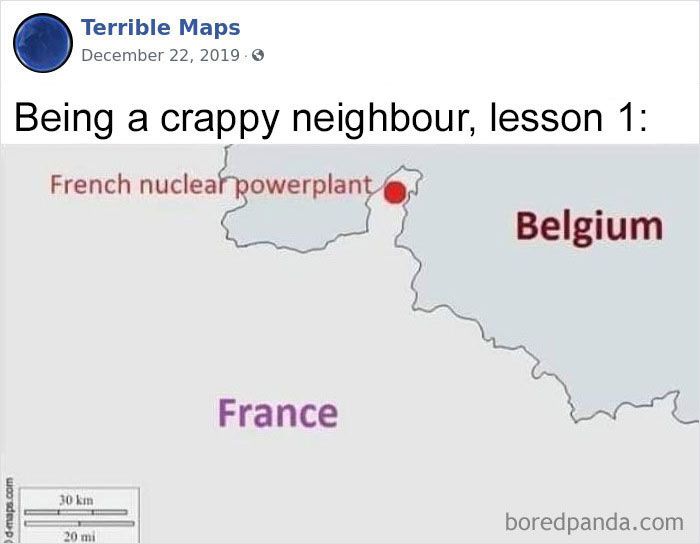 Terrible Maps
December 22, 2019 ·
Being a crappy neighbour, lesson 1:
French nuclear powerplant
Belgium
France
30 km
20 mi
d-maps.com
boredpanda.com